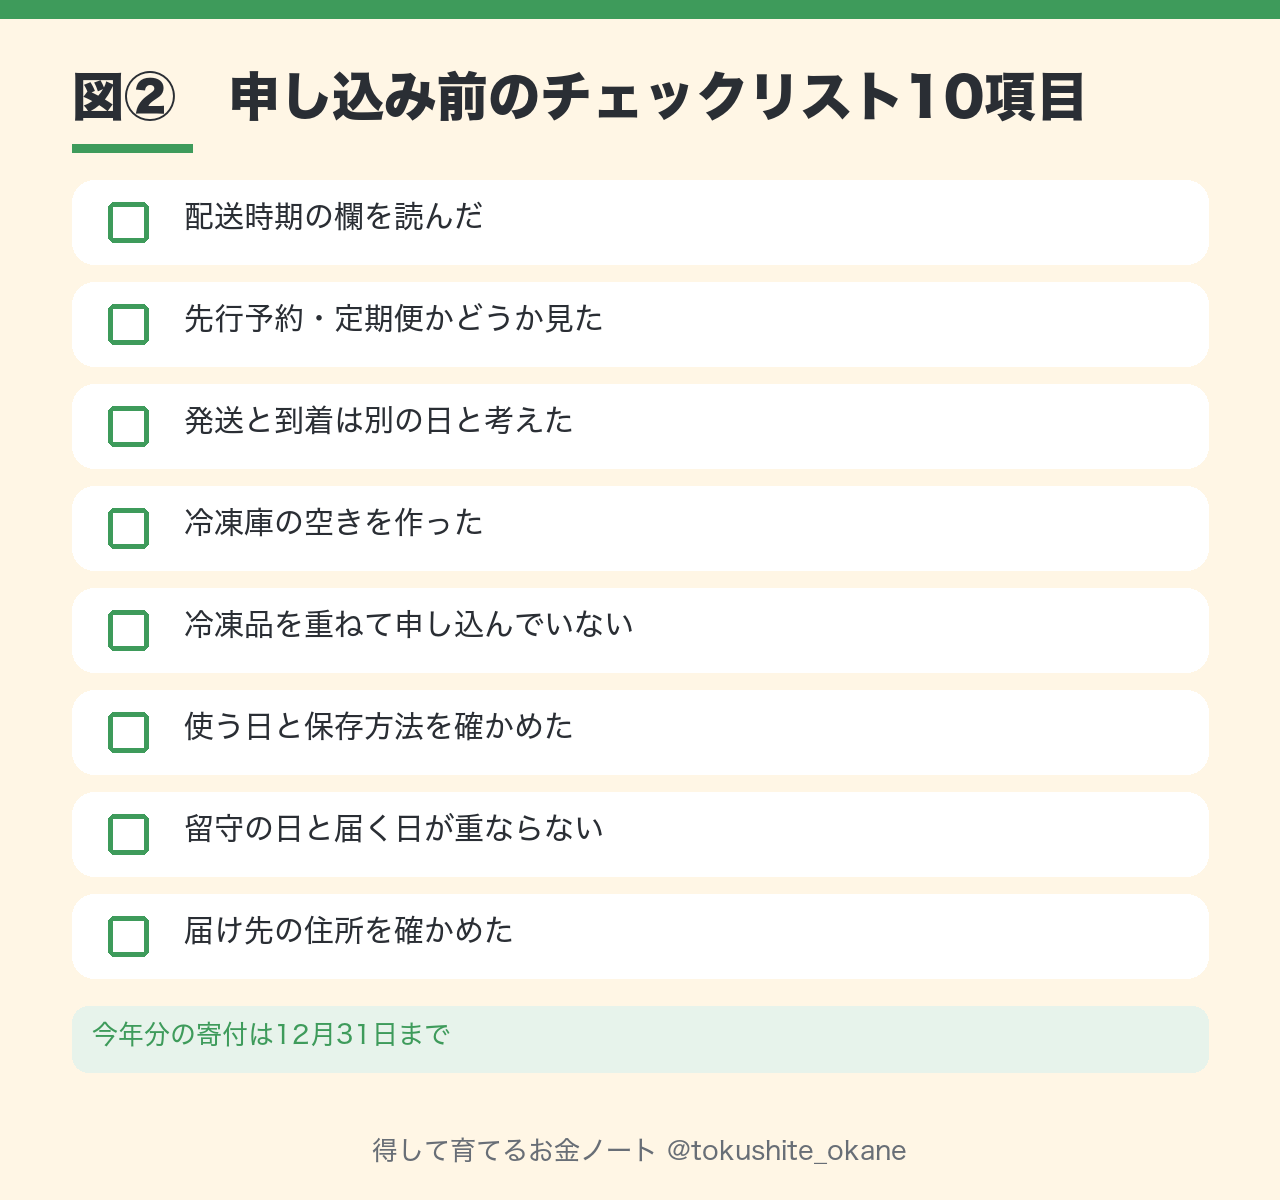 図② 申し込み前のチェックリスト10項目
配送時期の欄を読んだ
先行予約・定期便かどうか見た
発送と到着は別の日と考えた
冷凍庫の空きを作った
冷凍品を重ねて申し込んでいない
使う日と保存方法を確かめた
留守の日と届く日が重ならない
届け先の住所を確かめた
今年分の寄付は12月31日まで
得して育てるお金ノート @tokushite_okane